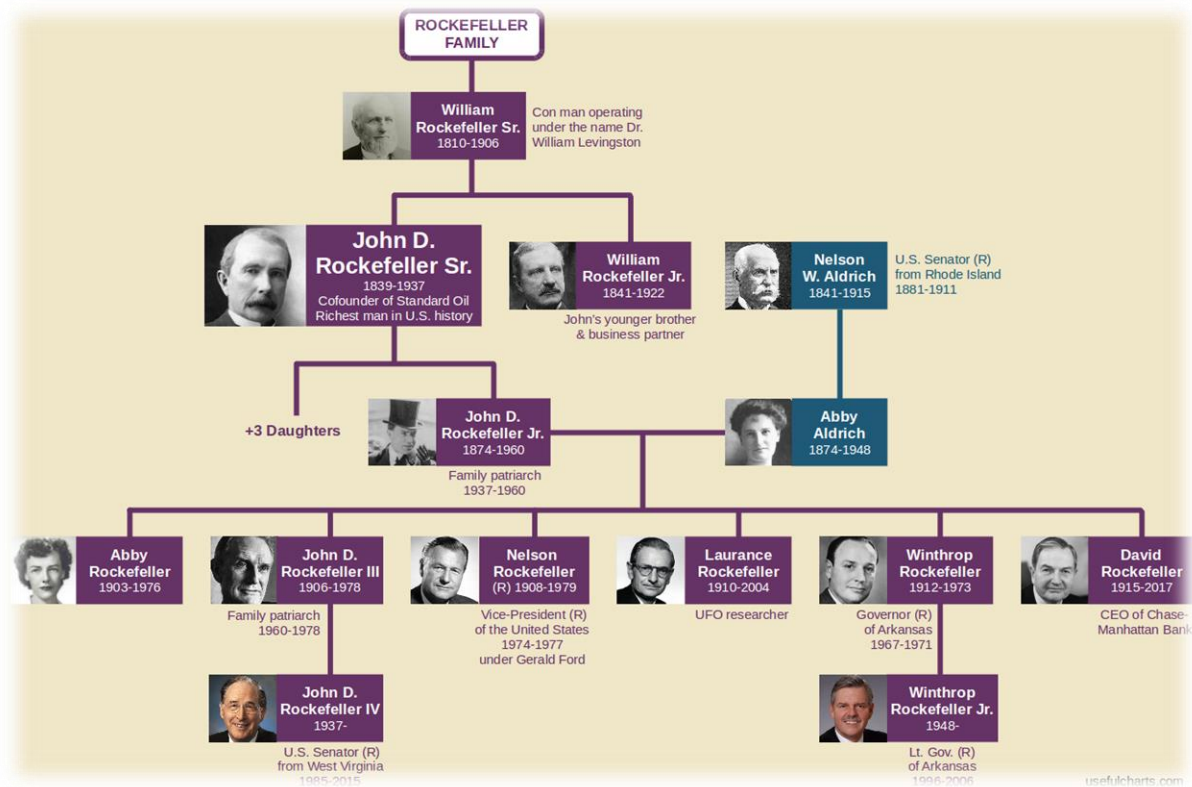 ROCKEFELLER
FAMILY
William
Rockefeller Sr.
1810-1906
Con man operating
under the name Dr.
William Levingston
John D.
Rockefeller Sr.
1839-1937
Cofounder of Standard Oil
Richest man in U.S. history
William
Rockefeller Jr.
1841-1922
John's younger brother
& business partner
Nelson
W. Aldrich
1841-1915
U.S. Senator (R)
from Rhode Island
1881-1911
+3 Daughters
John D.
Rockefeller Jr.
1874-1960
Family patriarch
1937-1960
Abby
Aldrich
1874-1948
Abby
Rockefeller
1903-1976
John D.
Rockefeller III
1906-1978
Family patriarch
1960-1978
Nelson
Rockefeller
(R) 1908-1979
Vice-President (R)
of the United States
1974-1977
under Gerald Ford
Laurance
Rockefeller
1910-2004
UFO researcher
Winthrop
Rockefeller
1912-1973
Governor (R)
of Arkansas
1967-1971
David
Rockefeller
1915-2017
CEO of Chase-
Manhattan Bank
John D.
Rockefeller IV
1937-
U.S. Senator (R)
from West Virginia
1985-2015
Winthrop
Rockefeller Jr.
1948-
Lt. Gov. (R)
of Arkansas
1996-2006
usefulcharts.com